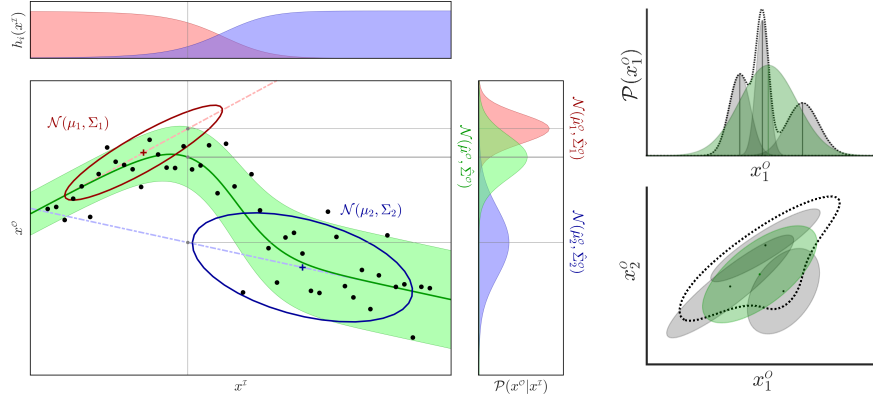 h_i(x^I)
𝒩(μ_1, Σ_1)
𝒩(μ_2, Σ_2)
x^O
x^I
𝒩(μ̂_1^O, Σ̂_1^O)
𝒩(μ̂^O, Σ̂^O)
𝒩(μ̂_2^O, Σ̂_2^O)
𝒫(x^O|x^I)
𝒫(x_1^O)
x_1^O
x_2^O
x_1^O